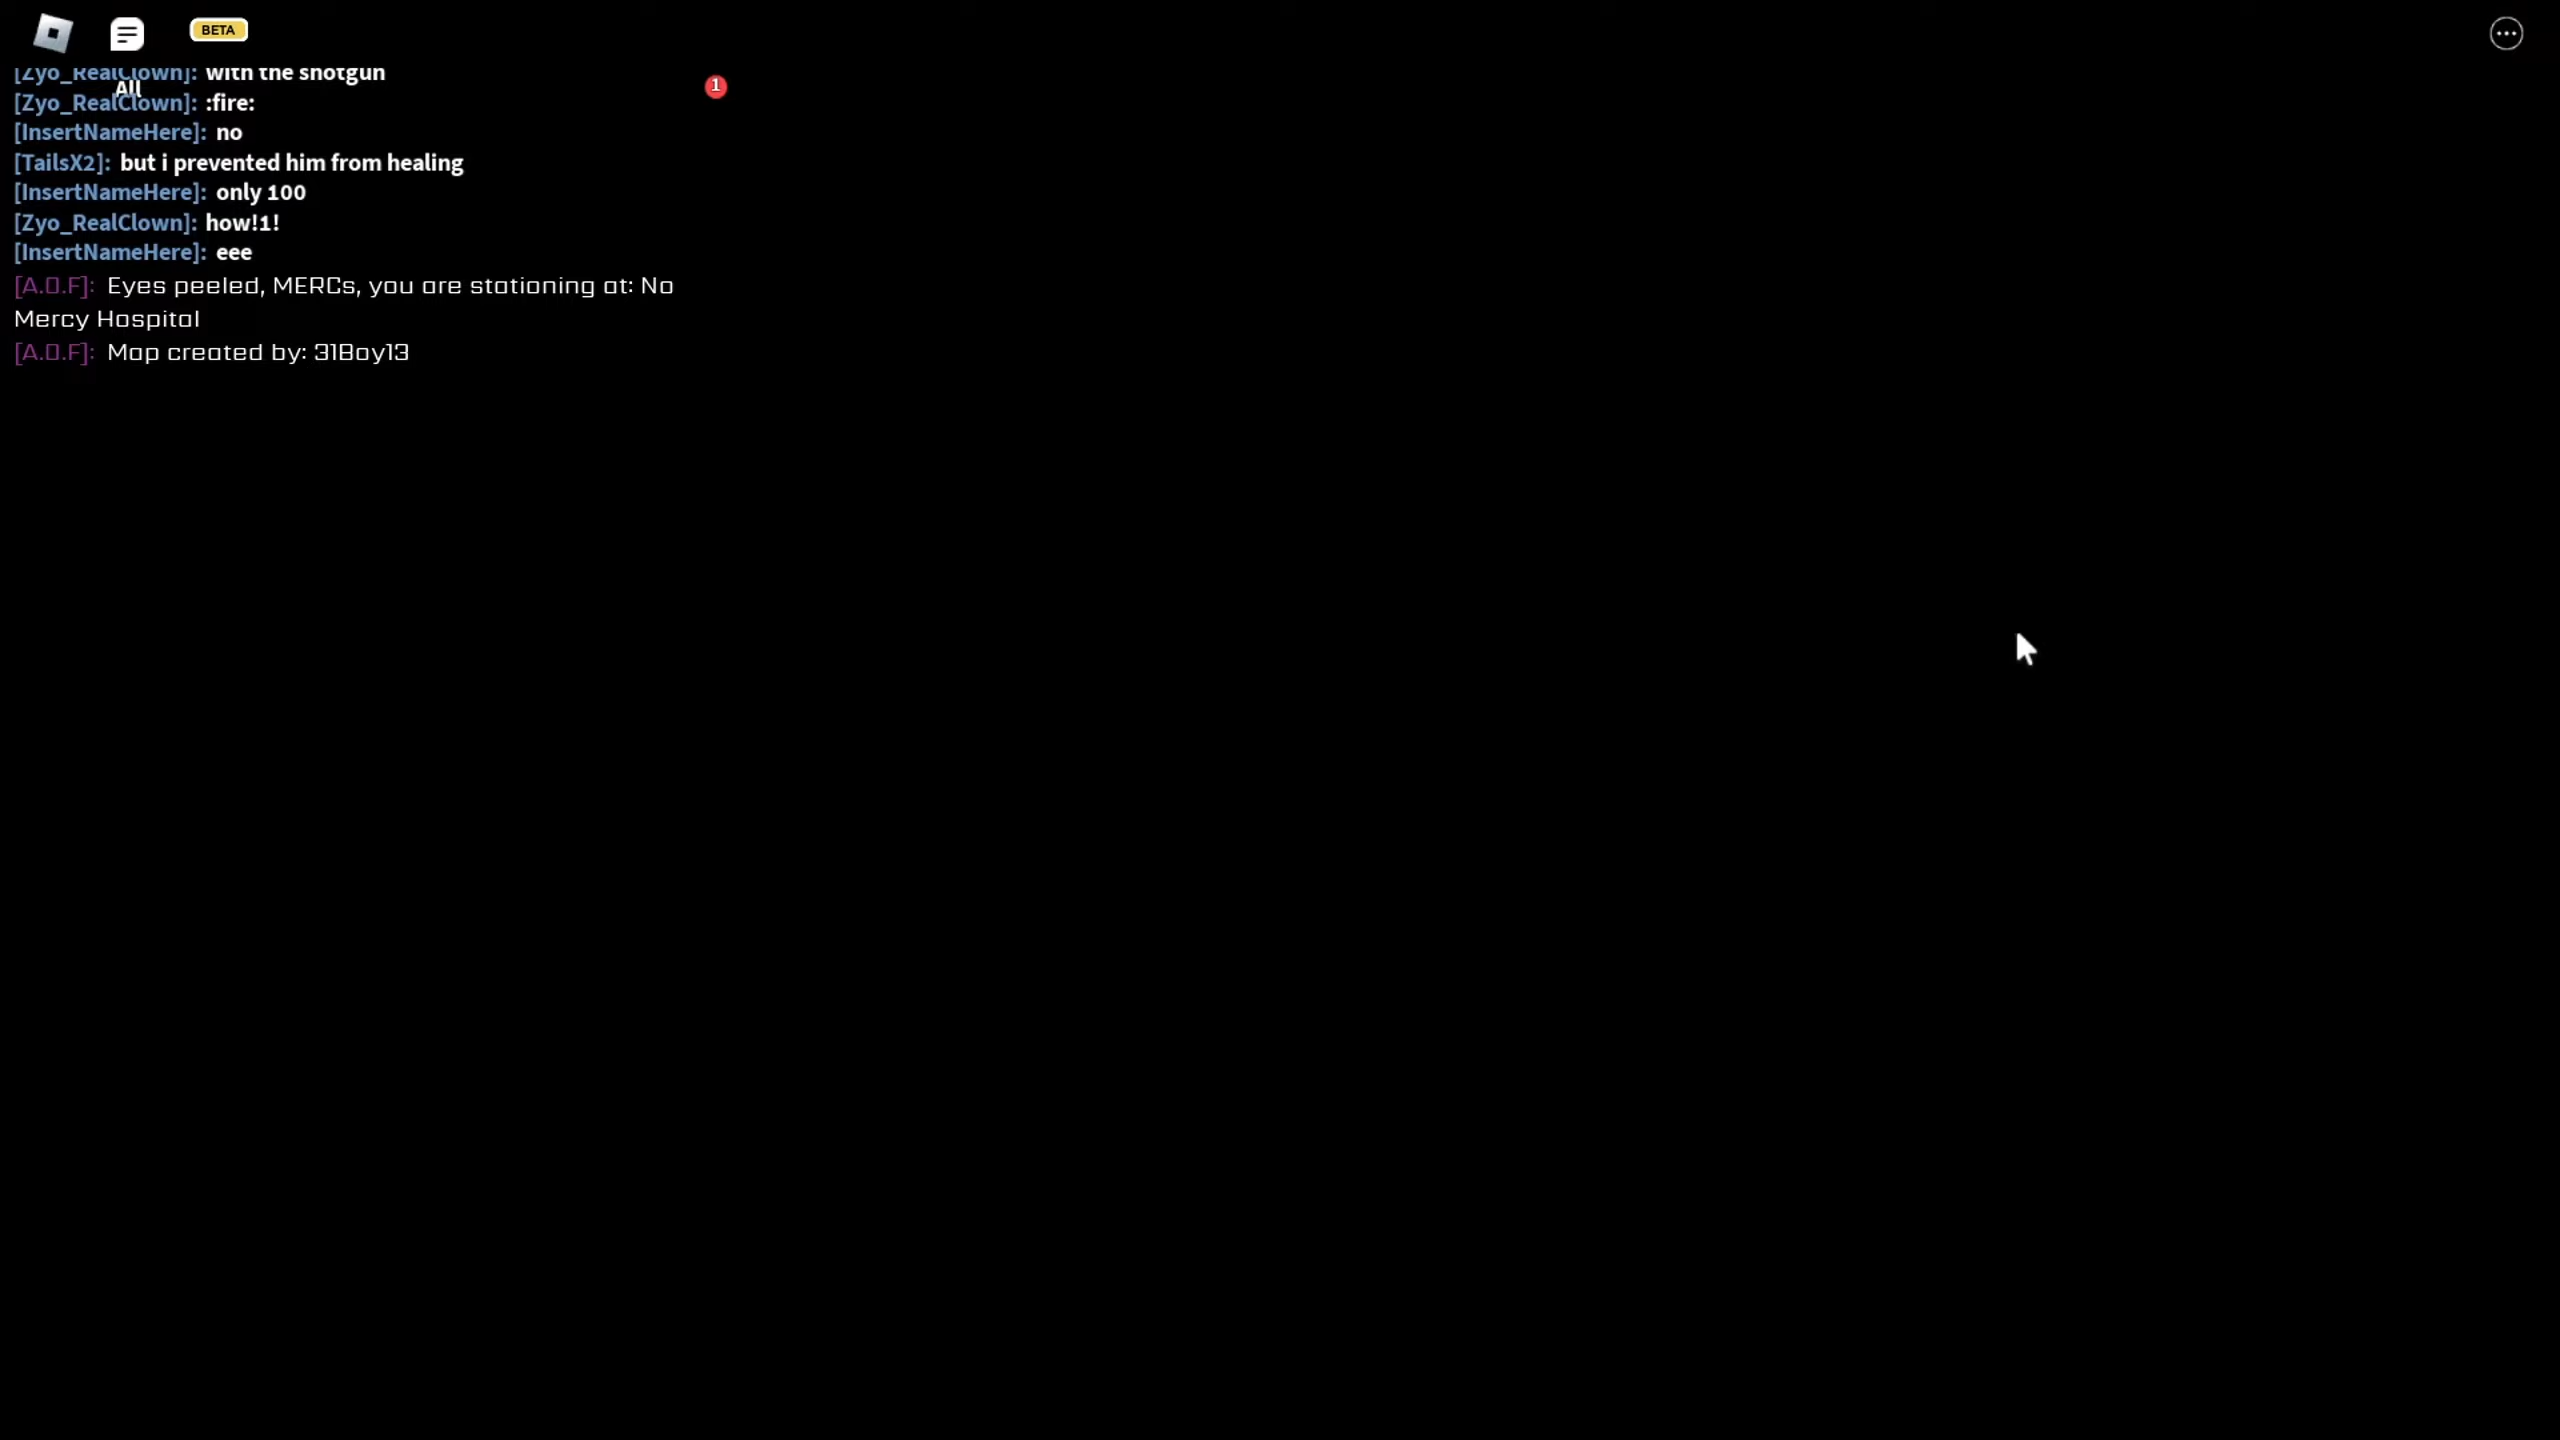 BETA
[Zyo_RealClown]: with the shotgun
All
1
[Zyo_RealClown]: :fire:
[InsertNameHere]: no
[TailsX2]: but i prevented him from healing
[InsertNameHere]: only 100
[Zyo_RealClown]: how!1!
[InsertNameHere]: eee
[A.O.F]: Eyes peeled, MERCs, you are stationing at: No
Mercy Hospital
[A.O.F]: Map created by: 31Boy13